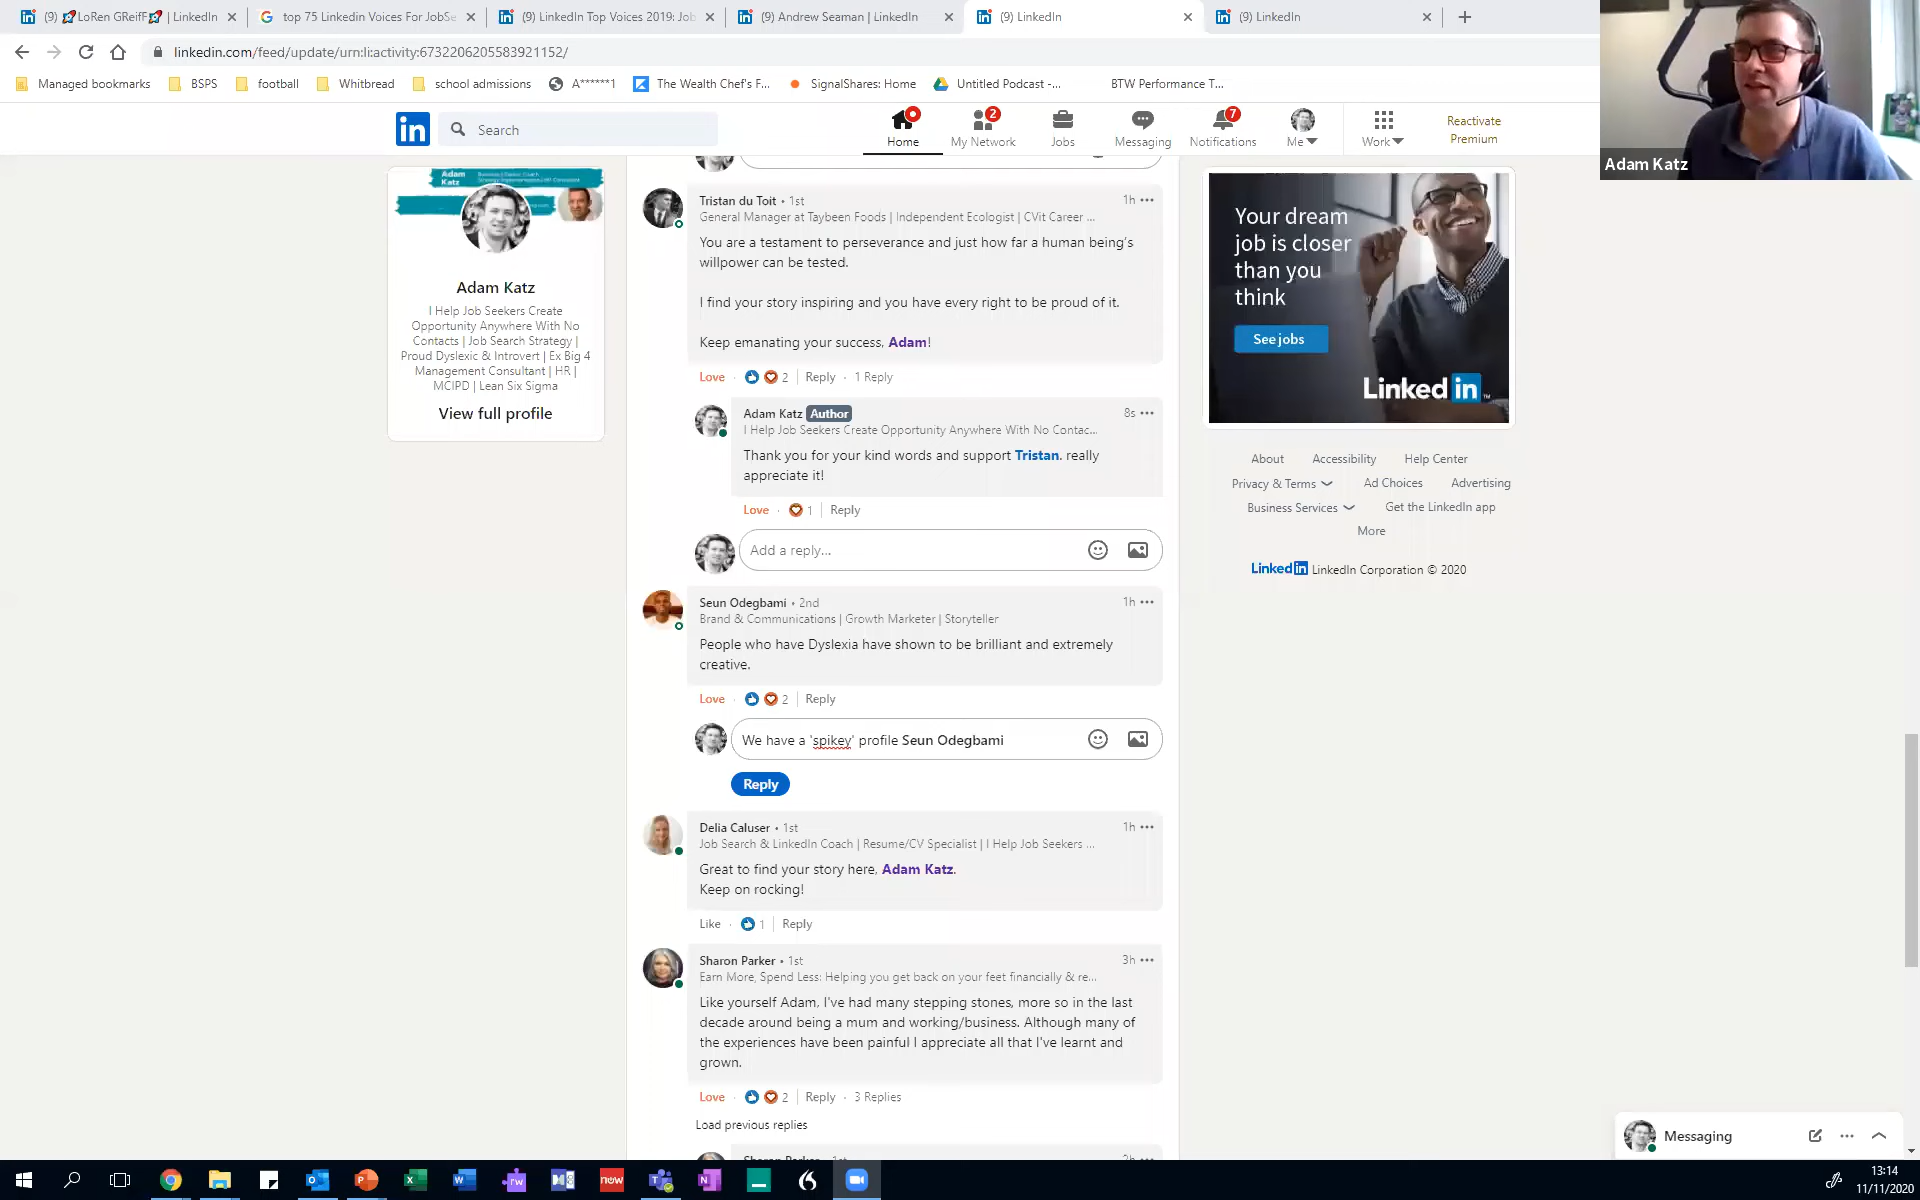 (9) 🚀LoRen GReifF🚀 | LinkedIn
top 75 Linkedin Voices For JobSe
(9) LinkedIn Top Voices 2019: Job
(9) Andrew Seaman | LinkedIn
(9) LinkedIn
(9) LinkedIn
linkedin.com/feed/update/urn:li:activity:6732206205583921152/
Managed bookmarks
BSPS
football
Whitbread
school admissions
A******1
The Wealth Chef's F...
SignalShares: Home
Untitled Podcast -...
BTW Performance T...
in
Search
Home
2
My Network
Jobs
Messaging
7
Notifications
Me
Work
Reactivate
Premium
Adam Katz
Adam
Katz
Adam Katz
I Help Job Seekers Create
Opportunity Anywhere With No
Contacts | Job Search Strategy |
Proud Dyslexic & Introvert | Ex Big 4
Management Consultant | HR |
MCIPD | Lean Six Sigma
View full profile
Tristan du Toit • 1st
1h
General Manager at Taybeen Foods | Independent Ecologist | CVit Career ...
You are a testament to perseverance and just how far a human being's
willpower can be tested.
I find your story inspiring and you have every right to be proud of it.
Keep emanating your success, Adam!
Love · 2 | Reply · 1 Reply
Adam Katz Author
8s
I Help Job Seekers Create Opportunity Anywhere With No Contac...
Thank you for your kind words and support Tristan. really
appreciate it!
Love · 1 | Reply
Add a reply...
Seun Odegbami • 2nd
1h
Brand & Communications | Growth Marketer | Storyteller
People who have Dyslexia have shown to be brilliant and extremely
creative.
Love · 2 | Reply
We have a 'spikey' profile Seun Odegbami
Reply
Delia Caluser • 1st
1h
Job Search & LinkedIn Coach | Resume/CV Specialist | I Help Job Seekers ...
Great to find your story here, Adam Katz.
Keep on rocking!
Like · 1 | Reply
Sharon Parker • 1st
3h
Earn More, Spend Less: Helping you get back on your feet financially & re...
Like yourself Adam, I've had many stepping stones, more so in the last
decade around being a mum and working/business. Although many of
the experiences have been painful I appreciate all that I've learnt and
grown.
Love · 2 | Reply · 3 Replies
Load previous replies
Your dream
job is closer
than you
think
See jobs
Linked in
About
Accessibility
Help Center
Privacy & Terms
Ad Choices
Advertising
Business Services
Get the LinkedIn app
More
Linked in LinkedIn Corporation © 2020
Messaging
now
13:14
11/11/2020